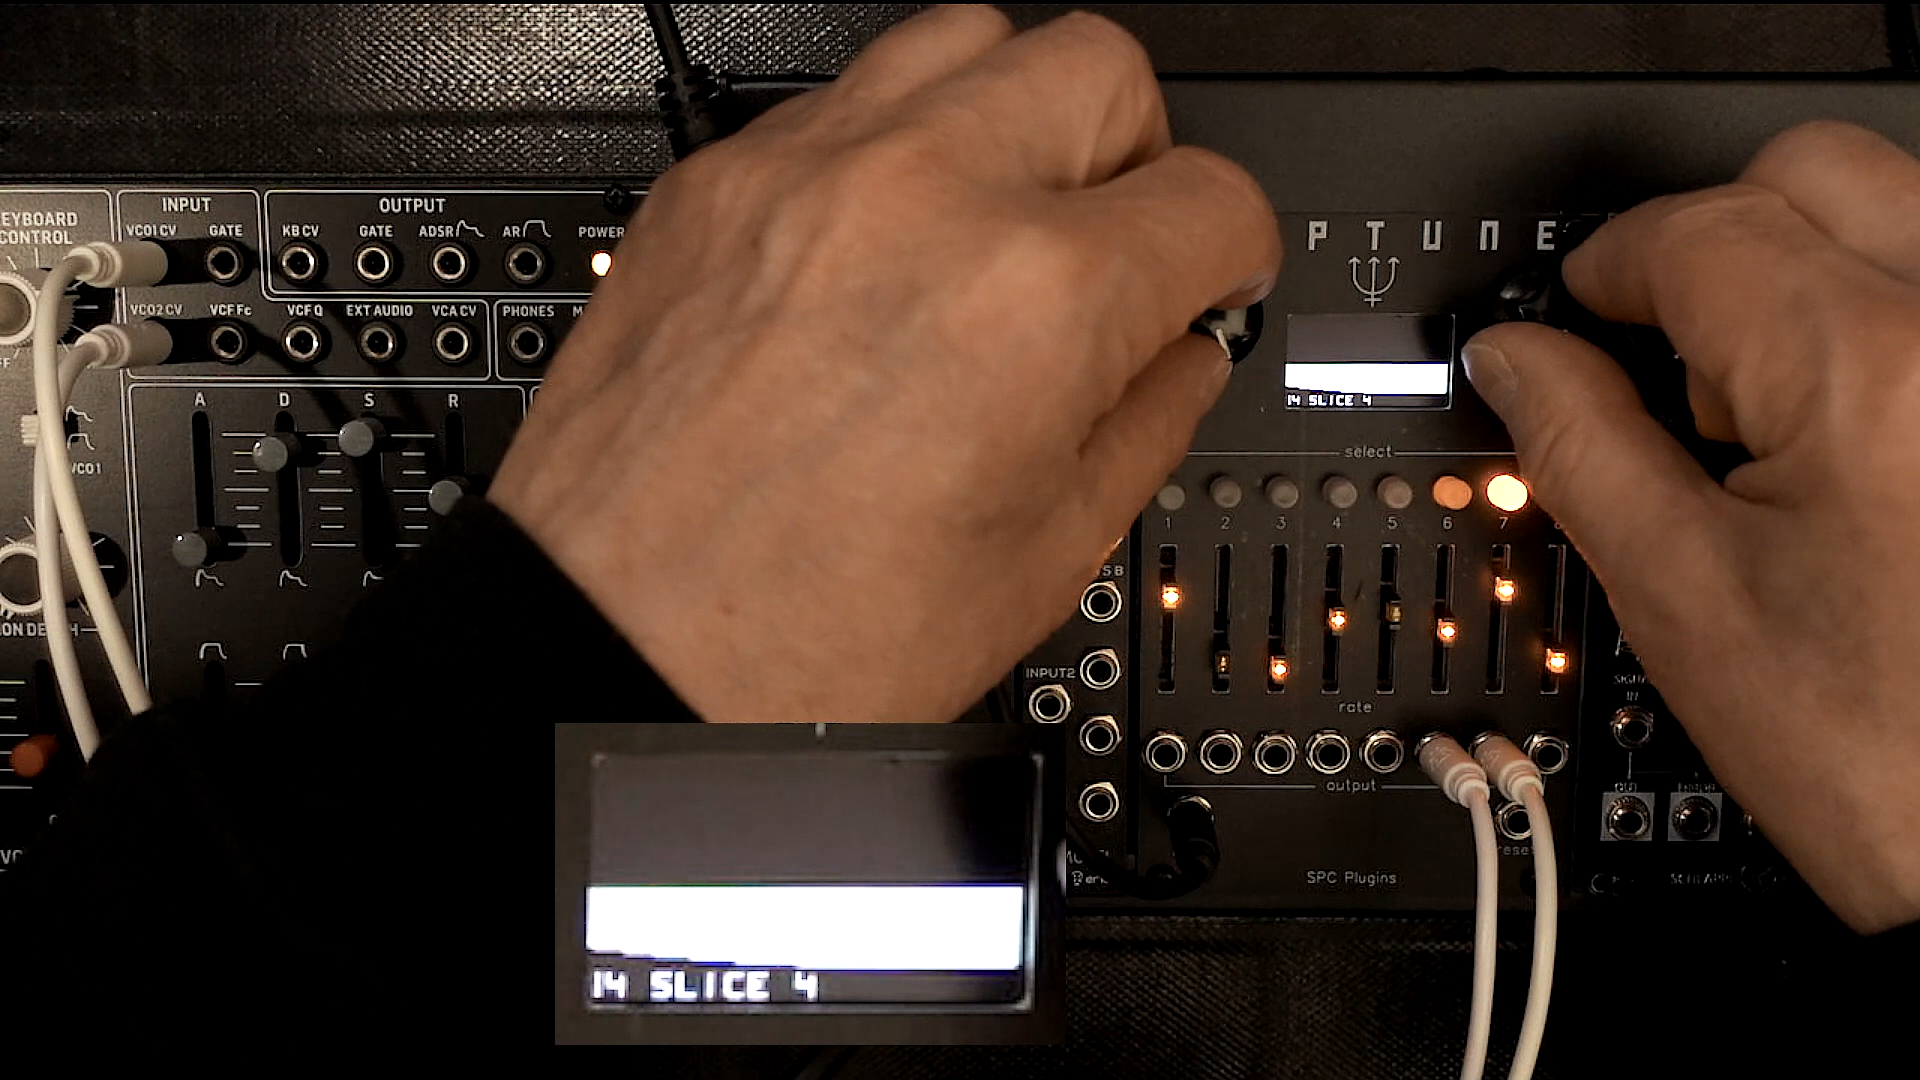 EYBOARD
CONTROL
INPUT
VCO1 CV
GATE
VCO2 CV
VCF Fc
OUTPUT
KB CV
GATE
ADSR
AR
POWER
VCF Q
EXT AUDIO
VCA CV
PHONES
A
D
S
R
VCO1
P T U N E
14 SLICE 4
select
1 2 3 4 5 6 7 8
INPUT2
rate
output
reset
SPC Plugins
14 SLICE 4